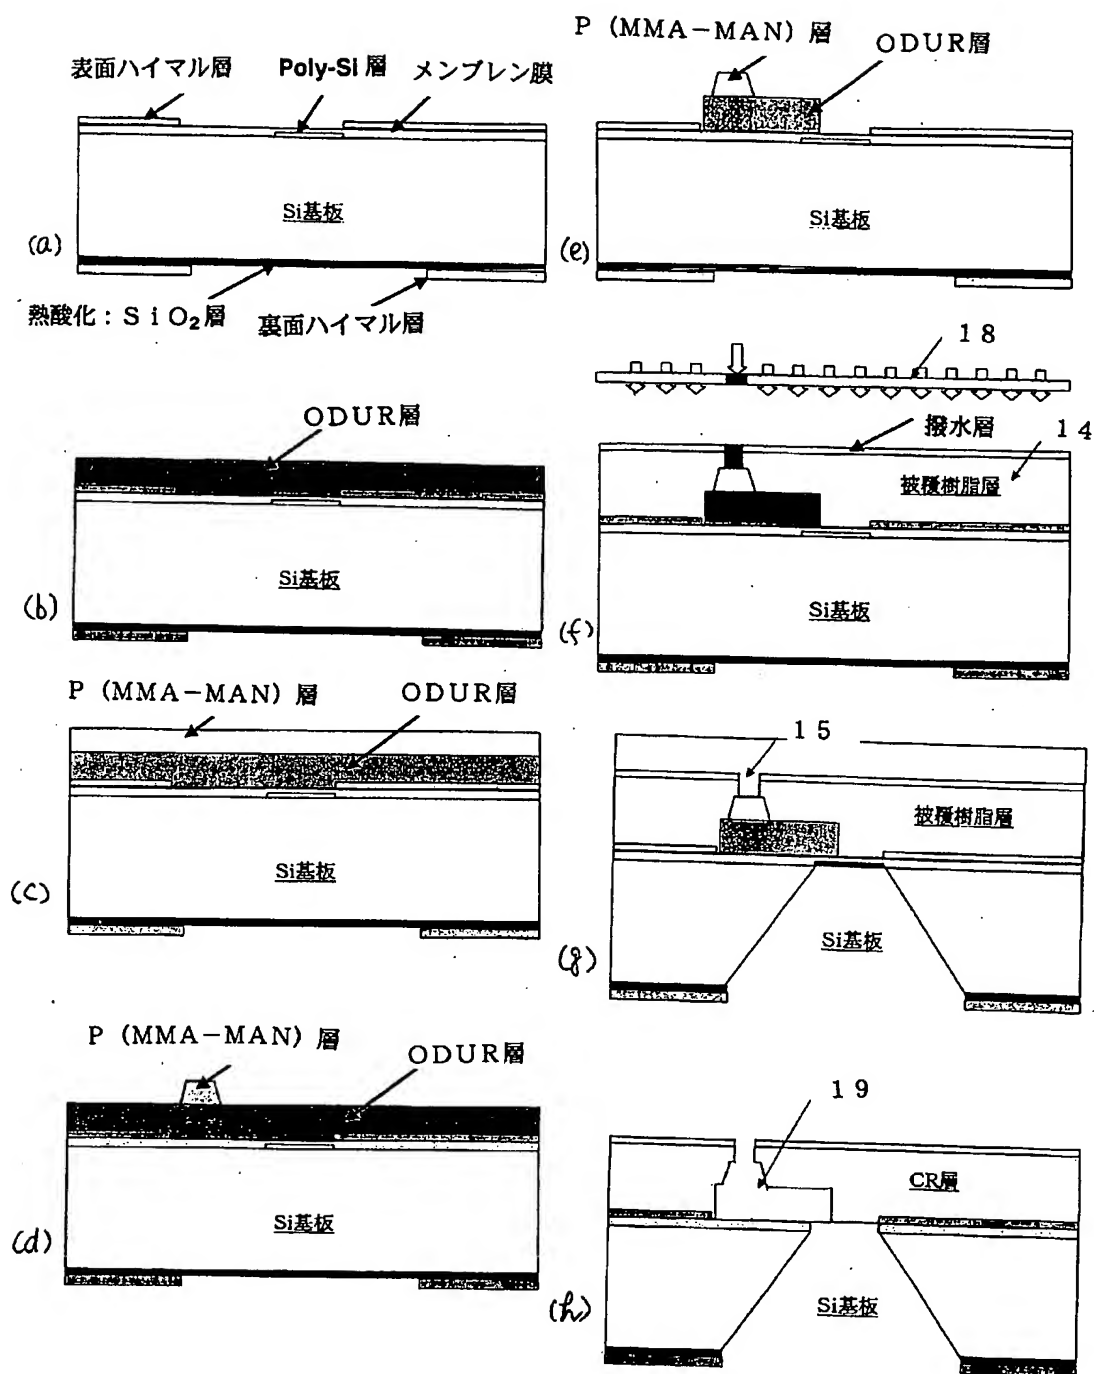 表面ハイマル層
Poly-Si 層
メンブレン膜
Si基板
(a)
熱酸化：SiO₂層
裏面ハイマル層
ODUR層
Si基板
(b)
P (MMA−MAN) 層
ODUR層
Si基板
(c)
P (MMA−MAN) 層
ODUR層
Si基板
(d)
P (MMA−MAN) 層
ODUR層
Si基板
(e)
18
撥水層
14
被覆樹脂層
Si基板
(f)
15
被覆樹脂層
Si基板
(g)
19
CR層
Si基板
(h)